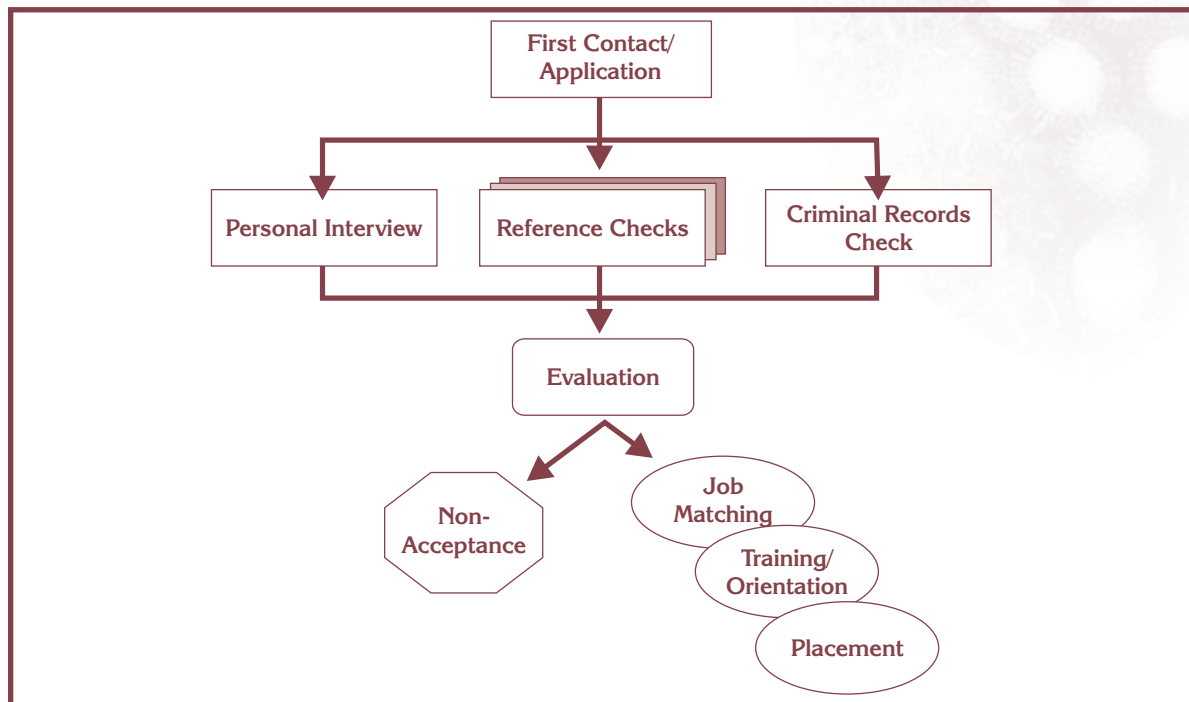 First Contact/
Application
Personal Interview
Reference Checks
Criminal Records
Check
Evaluation
Non-
Acceptance
Job
Matching
Training/
Orientation
Placement